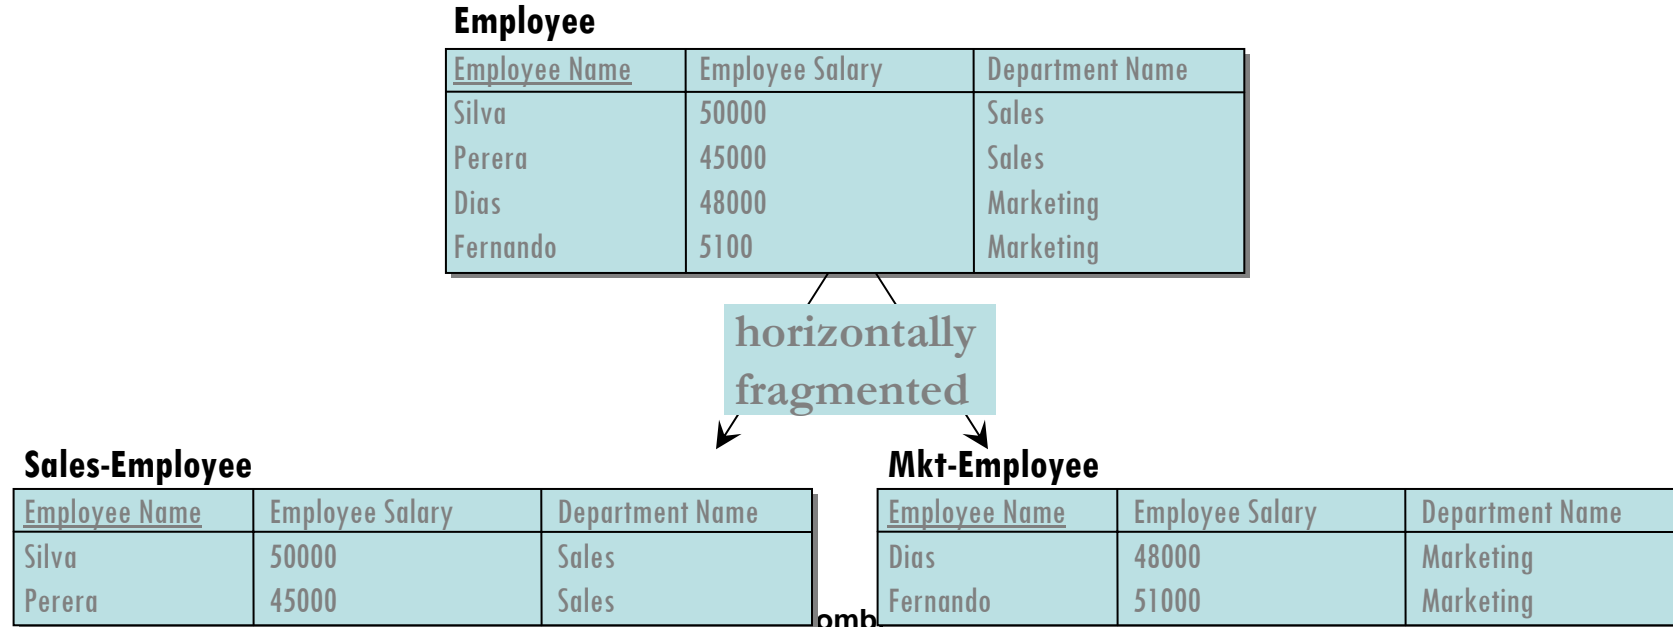 Employee
Employee Name Employee Salary Department Name
Silva 50000 Sales
Perera 45000 Sales
Dias 48000 Marketing
Fernando 5100 Marketing
horizontally
fragmented
Sales-Employee
Employee Name Employee Salary Department Name
Silva 50000 Sales
Perera 45000 Sales
Mkt-Employee
Employee Name Employee Salary Department Name
Dias 48000 Marketing
Fernando 51000 Marketing